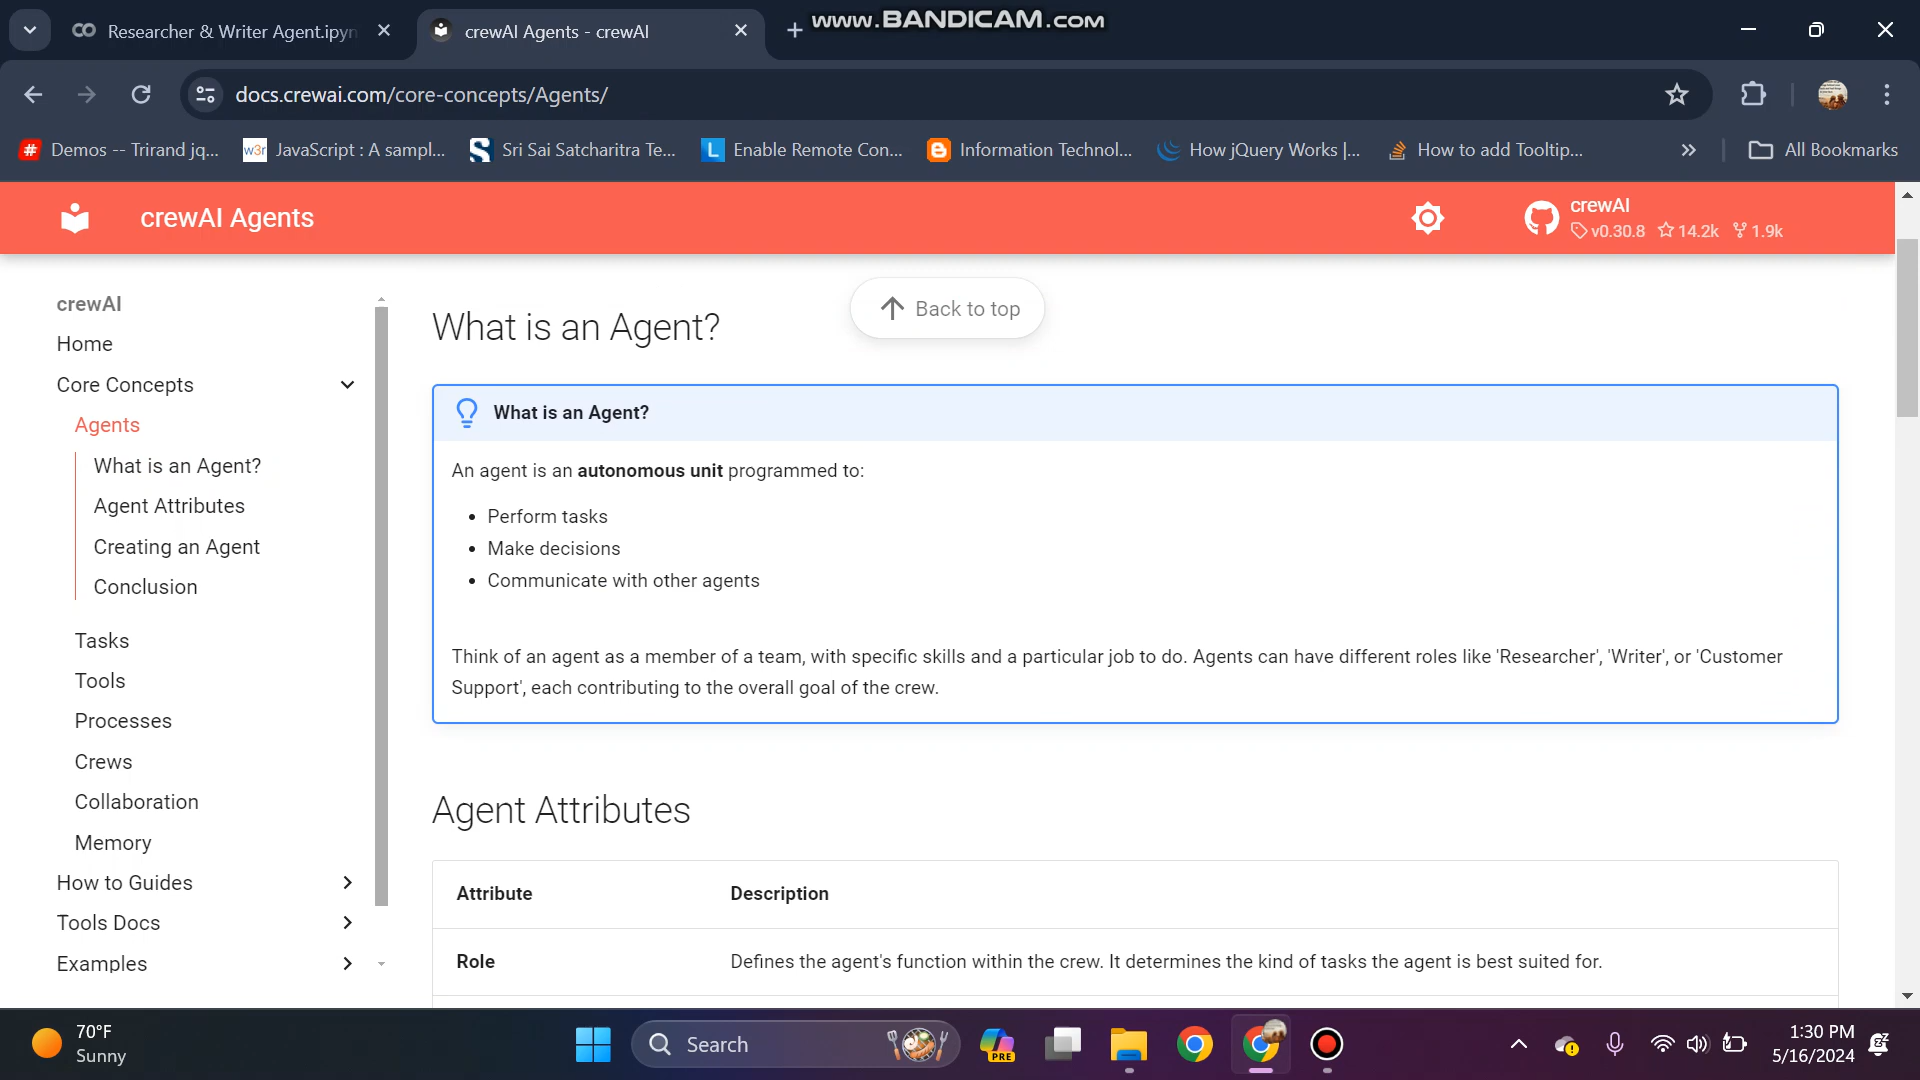 Researcher & Writer Agent.ipyn
crewAI Agents - crewAI
www.BANDICAM.com
docs.crewai.com/core-concepts/Agents/
Demos -- Trirand jq...
w3r
JavaScript : A sampl...
Sri Sai Satcharitra Te...
Enable Remote Con...
Information Technol...
How jQuery Works |...
How to add Tooltip...
All Bookmarks
crewAI Agents
crewAI
v0.30.8 14.2k 1.9k
crewAI
Home
Core Concepts
Agents
What is an Agent?
Agent Attributes
Creating an Agent
Conclusion
Tasks
Tools
Processes
Crews
Collaboration
Memory
How to Guides
Tools Docs
Examples
Back to top
What is an Agent?
What is an Agent?
An agent is an autonomous unit programmed to:
• Perform tasks
• Make decisions
• Communicate with other agents
Think of an agent as a member of a team, with specific skills and a particular job to do. Agents can have different roles like 'Researcher', 'Writer', or 'Customer
Support', each contributing to the overall goal of the crew.
Agent Attributes
Attribute Description
Role Defines the agent's function within the crew. It determines the kind of tasks the agent is best suited for.
70°F
Sunny
Search
PRE
1:30 PM
5/16/2024